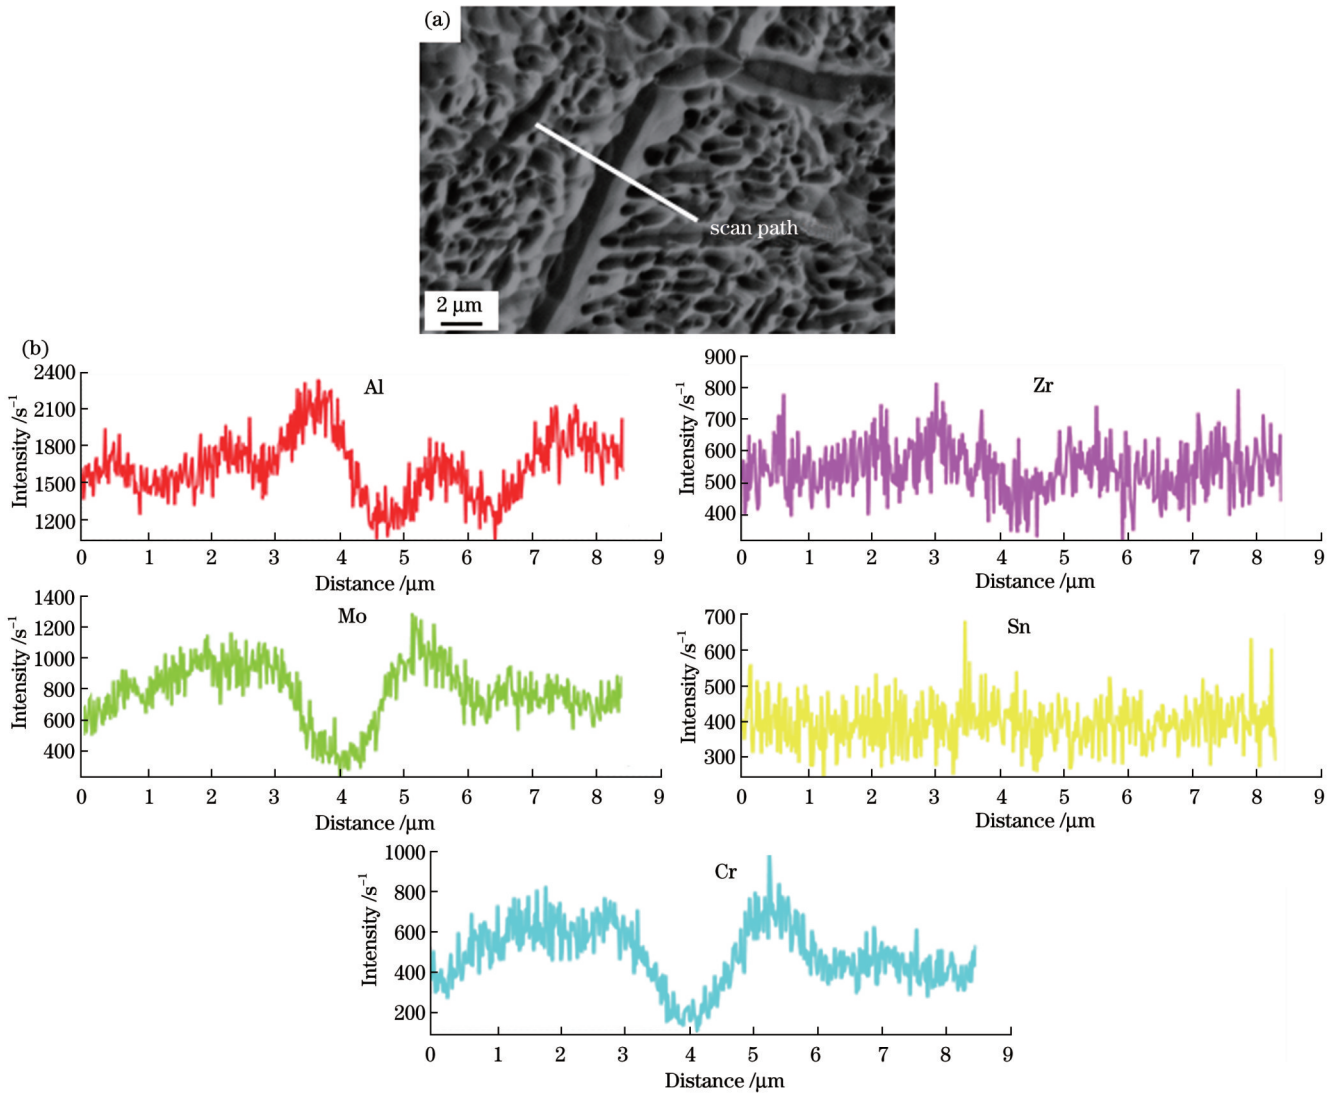 (a)
scan path
2 μm
(b)
2400
2100
1800
1500
1200
Intensity /s⁻¹
Al
0 1 2 3 4 5 6 7 8 9
Distance /μm
900
800
700
600
500
400
Intensity /s⁻¹
Zr
0 1 2 3 4 5 6 7 8 9
Distance /μm
1400
1200
1000
800
600
400
Intensity /s⁻¹
Mo
0 1 2 3 4 5 6 7 8 9
Distance /μm
700
600
500
400
300
Intensity /s⁻¹
Sn
0 1 2 3 4 5 6 7 8 9
Distance /μm
1000
800
600
400
200
Intensity /s⁻¹
Cr
0 1 2 3 4 5 6 7 8 9
Distance /μm